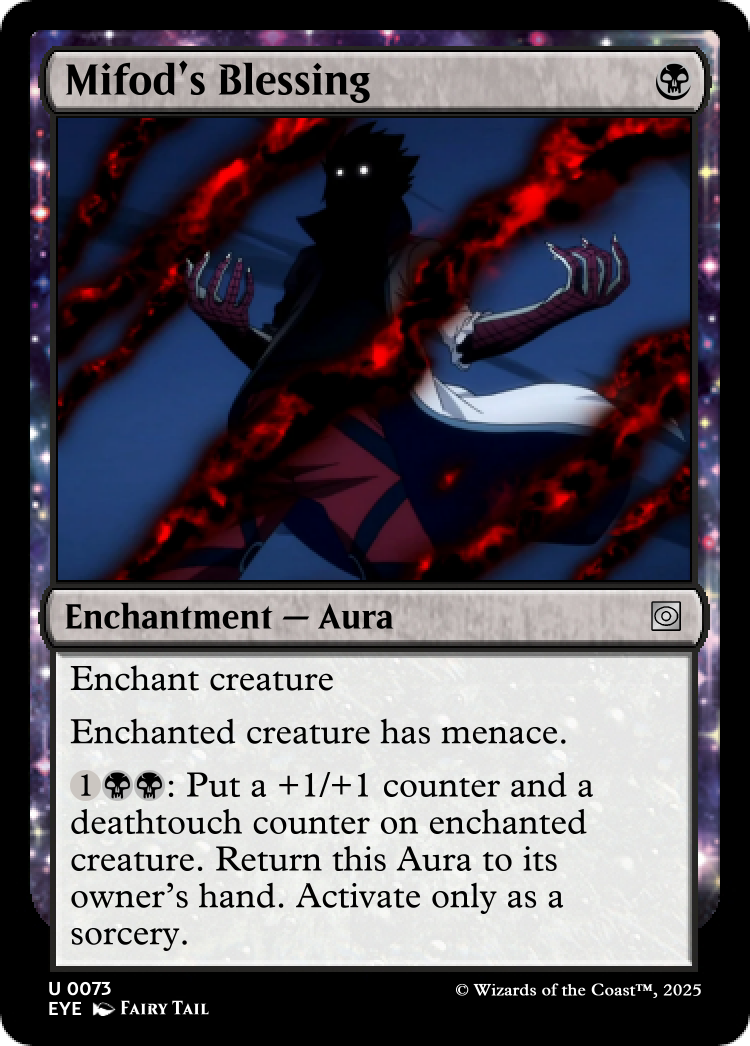 Mifod's Blessing
Enchantment — Aura
Enchant creature
Enchanted creature has menace.
1: Put a +1/+1 counter and a
deathtouch counter on enchanted
creature. Return this Aura to its
owner's hand. Activate only as a
sorcery.
U 0073
EYE FAIRY TAIL
© Wizards of the Coast™, 2025